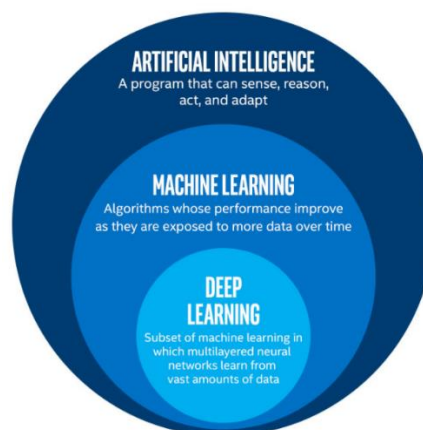 ARTIFICIAL INTELLIGENCE
A program that can sense, reason,
act, and adapt
MACHINE LEARNING
Algorithms whose performance improve
as they are exposed to more data over time
DEEP
LEARNING
Subset of machine learning in
which multilayered neural
networks learn from
vast amounts of data